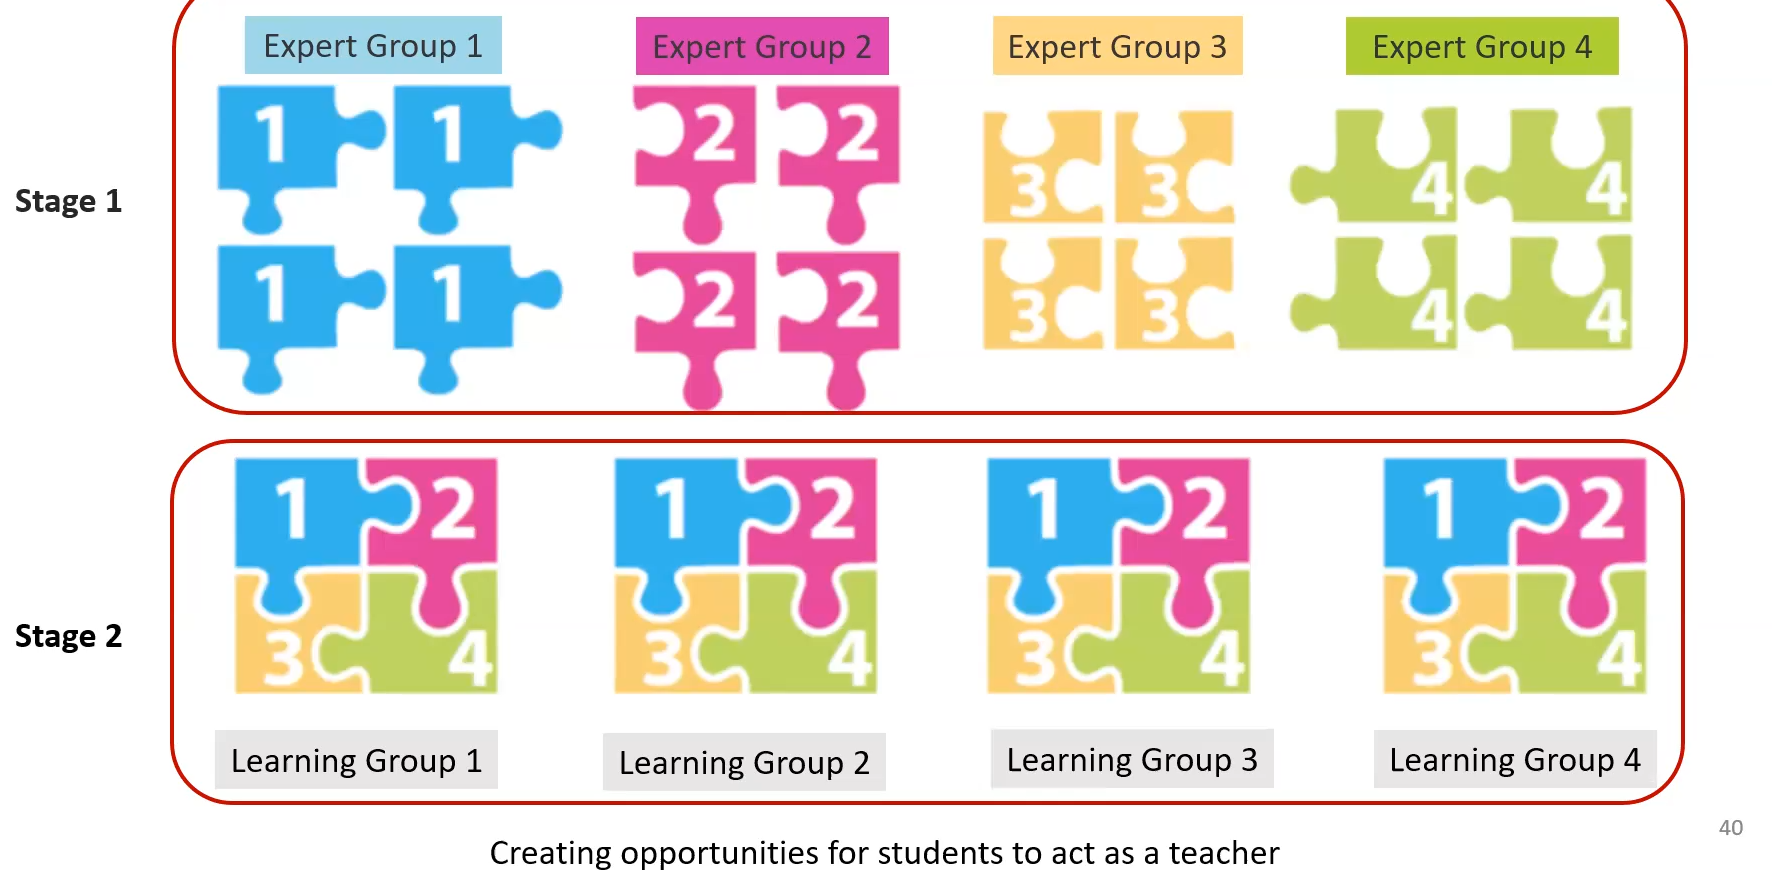 Expert Group 1
Expert Group 2
Expert Group 3
Expert Group 4
Stage 1
1 1 2 2 3 3 4 4
1 1 2 2 3 3 4 4
Stage 2
1 2 1 2 1 2 1 2
3 4 3 4 3 4 3 4
Learning Group 1
Learning Group 2
Learning Group 3
Learning Group 4
40
Creating opportunities for students to act as a teacher